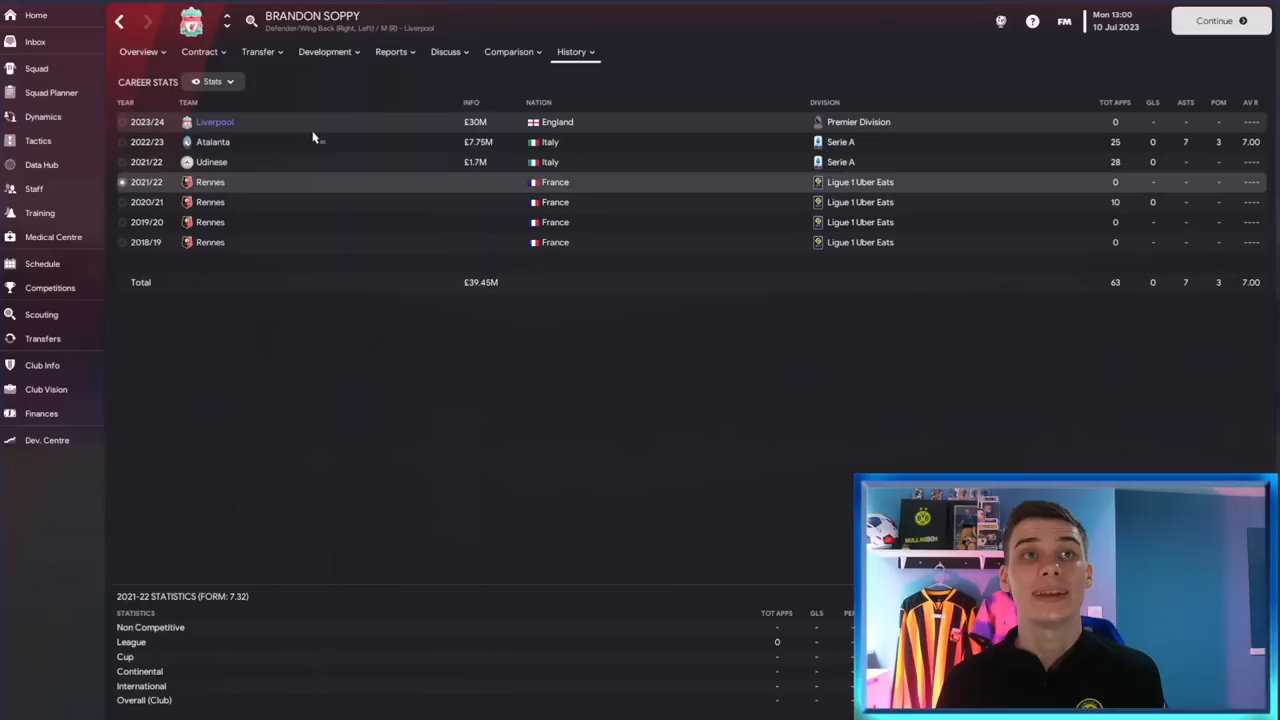 Home
Inbox
Squad
Squad Planner
Dynamics
Tactics
Data Hub
Staff
Training
Medical Centre
Schedule
Competitions
Scouting
Transfers
Club Info
Club Vision
Finances
Dev. Centre
BRANDON SOPPY
Defender/Wing Back (Right, Left) / M (R) - Liverpool
FM
Mon 13:00
10 Jul 2023
Continue
Overview Contract Transfer Development Reports Discuss Comparison History
CAREER STATS Stats
YEAR TEAM INFO NATION DIVISION TOT APPS GLS ASTS POM AV R
2023/24 Liverpool £30M England Premier Division 0 - - - ----
2022/23 Atalanta £7.75M Italy Serie A 25 0 7 3 7.00
2021/22 Udinese £1.7M Italy Serie A 28 0 - - ----
2021/22 Rennes France Ligue 1 Uber Eats 0 - - - ----
2020/21 Rennes France Ligue 1 Uber Eats 10 0 - - ----
2019/20 Rennes France Ligue 1 Uber Eats 0 - - - ----
2018/19 Rennes France Ligue 1 Uber Eats 0 - - - ----
Total £39.45M 63 0 7 3 7.00
2021-22 STATISTICS (FORM: 7.32)
STATISTICS TOT APPS GLS
Non Competitive - -
League 0 -
Cup - -
Continental - -
International - -
Overall (Club) - -